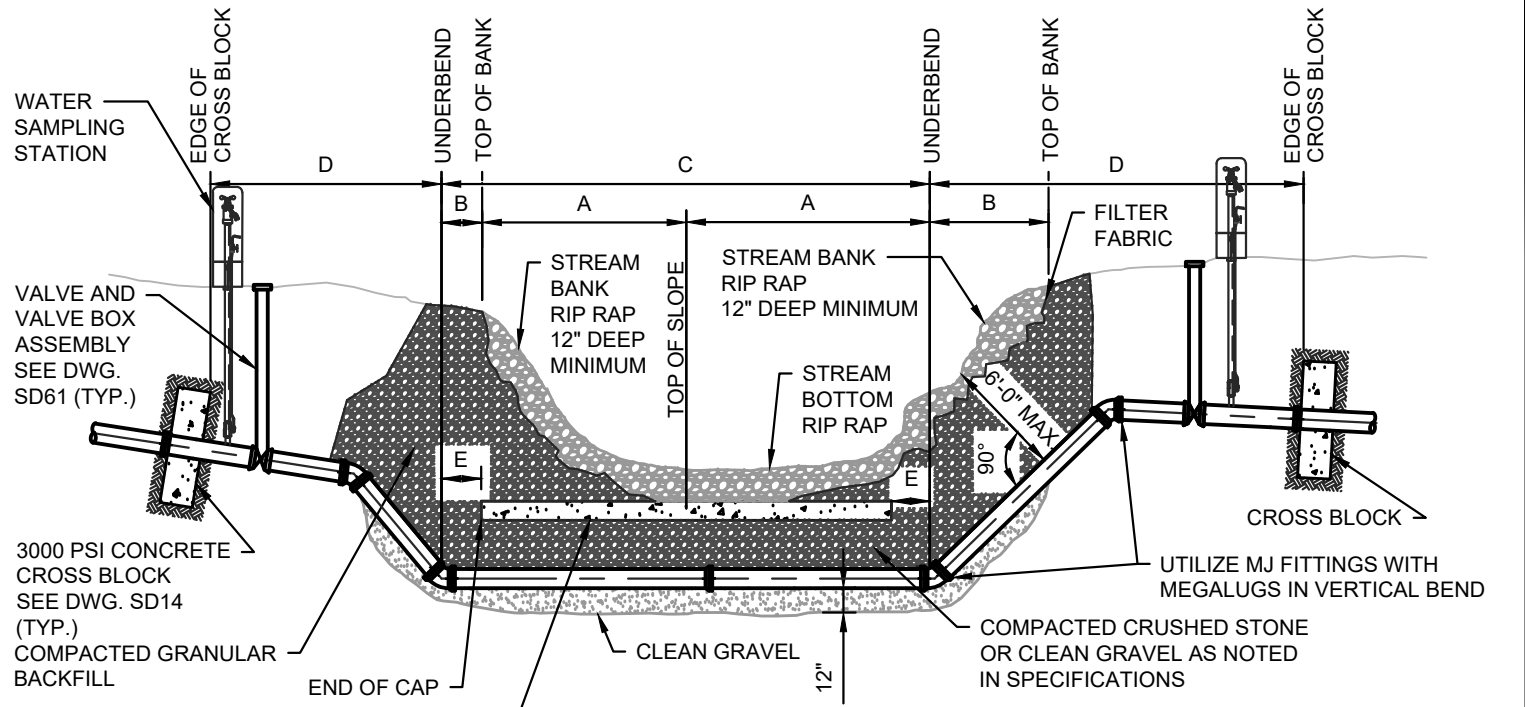 WATER
SAMPLING
STATION
EDGE OF
CROSS BLOCK
UNDERBEND
TOP OF BANK
UNDERBEND
TOP OF BANK
EDGE OF
CROSS BLOCK
D
C
D
B
A
A
B
FILTER
FABRIC
STREAM
BANK
RIP RAP
12" DEEP
MINIMUM
TOP OF SLOPE
STREAM BANK
RIP RAP
12" DEEP MINIMUM
VALVE AND
VALVE BOX
ASSEMBLY
SEE DWG.
SD61 (TYP.)
STREAM
BOTTOM
RIP RAP
6'-0" MAX
90°
E
E
CROSS BLOCK
3000 PSI CONCRETE
CROSS BLOCK
SEE DWG. SD14
(TYP.)
UTILIZE MJ FITTINGS WITH
MEGALUGS IN VERTICAL BEND
COMPACTED GRANULAR
BACKFILL
END OF CAP
CLEAN GRAVEL
12"
COMPACTED CRUSHED STONE
OR CLEAN GRAVEL AS NOTED
IN SPECIFICATIONS